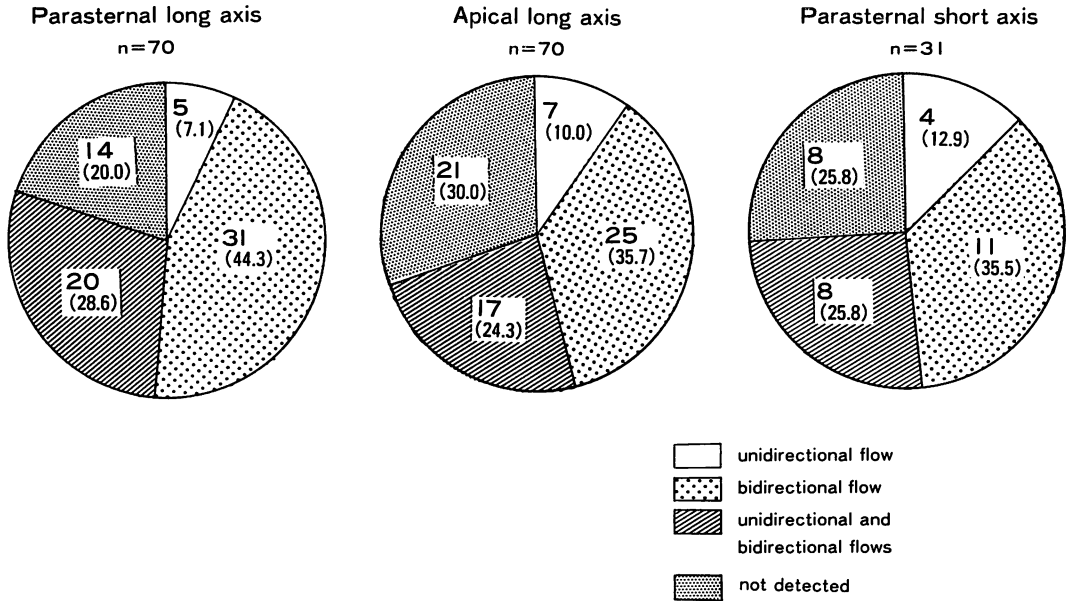 Parasternal long axis
n=70
5
(7.1)
31
(44.3)
20
(28.6)
14
(20.0)
Apical long axis
n=70
7
(10.0)
25
(35.7)
17
(24.3)
21
(30.0)
Parasternal short axis
n=31
4
(12.9)
11
(35.5)
8
(25.8)
8
(25.8)
unidirectional flow
bidirectional flow
unidirectional and
bidirectional flows
not detected